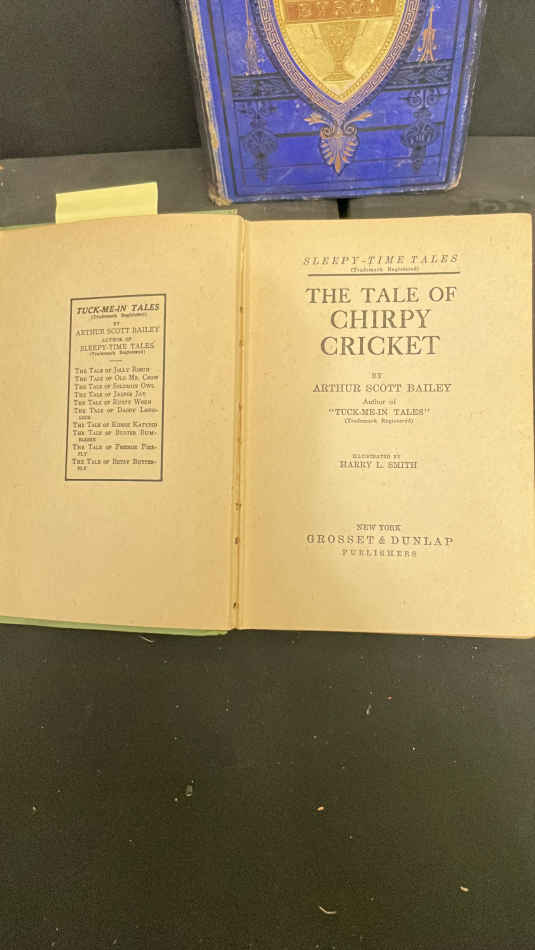 BYRON
TUCK-ME-IN TALES
(Trademark Registered)
BY
ARTHUR SCOTT BAILEY
AUTHOR OF
SLEEPY-TIME TALES
(Trademark Registered)
THE TALE OF JOLLY ROBIN
THE TALE OF OLD MR. CROW
THE TALE OF SOLOMON OWL
THE TALE OF JASPER JAY
THE TALE OF RUSTY WREN
THE TALE OF DADDY LONG-
LEGS
THE TALE OF KIDDIE KATYDID
THE TALE OF BUSTER BUM-
BLEBEE
THE TALE OF FREDDIE FIRE-
FLY
THE TALE OF BETSY BUTTER-
FLY
SLEEPY-TIME TALES
(Trademark Registered)
THE TALE OF
CHIRPY
CRICKET
BY
ARTHUR SCOTT BAILEY
Author of
"TUCK-ME-IN TALES"
(Trademark Registered)
ILLUSTRATED BY
HARRY L. SMITH
NEW YORK
GROSSET & DUNLAP
PUBLISHERS